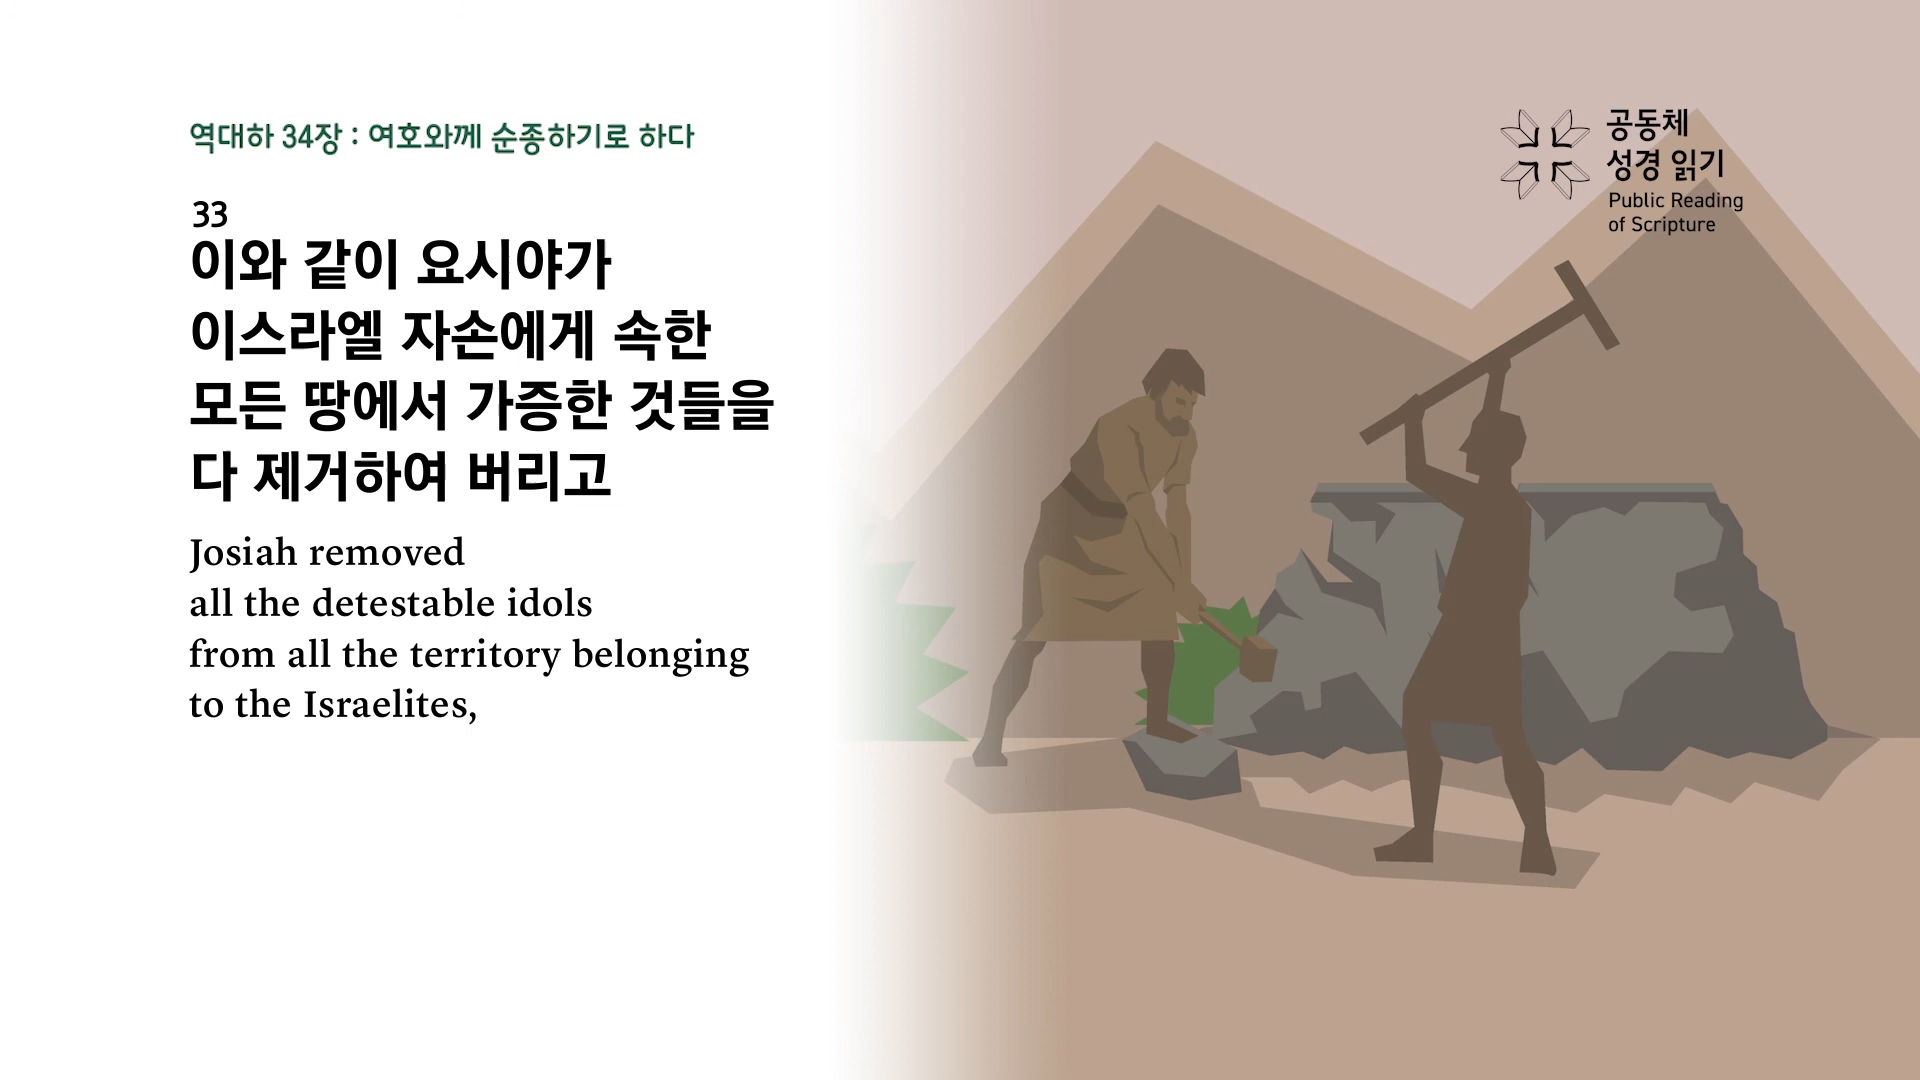 역대하 34장 : 여호와께 순종하기로 하다
33
이와 같이 요시야가
이스라엘 자손에게 속한
모든 땅에서 가증한 것들을
다 제거하여 버리고
Josiah removed
all the detestable idols
from all the territory belonging
to the Israelites,
공동체
성경 읽기
Public Reading
of Scripture